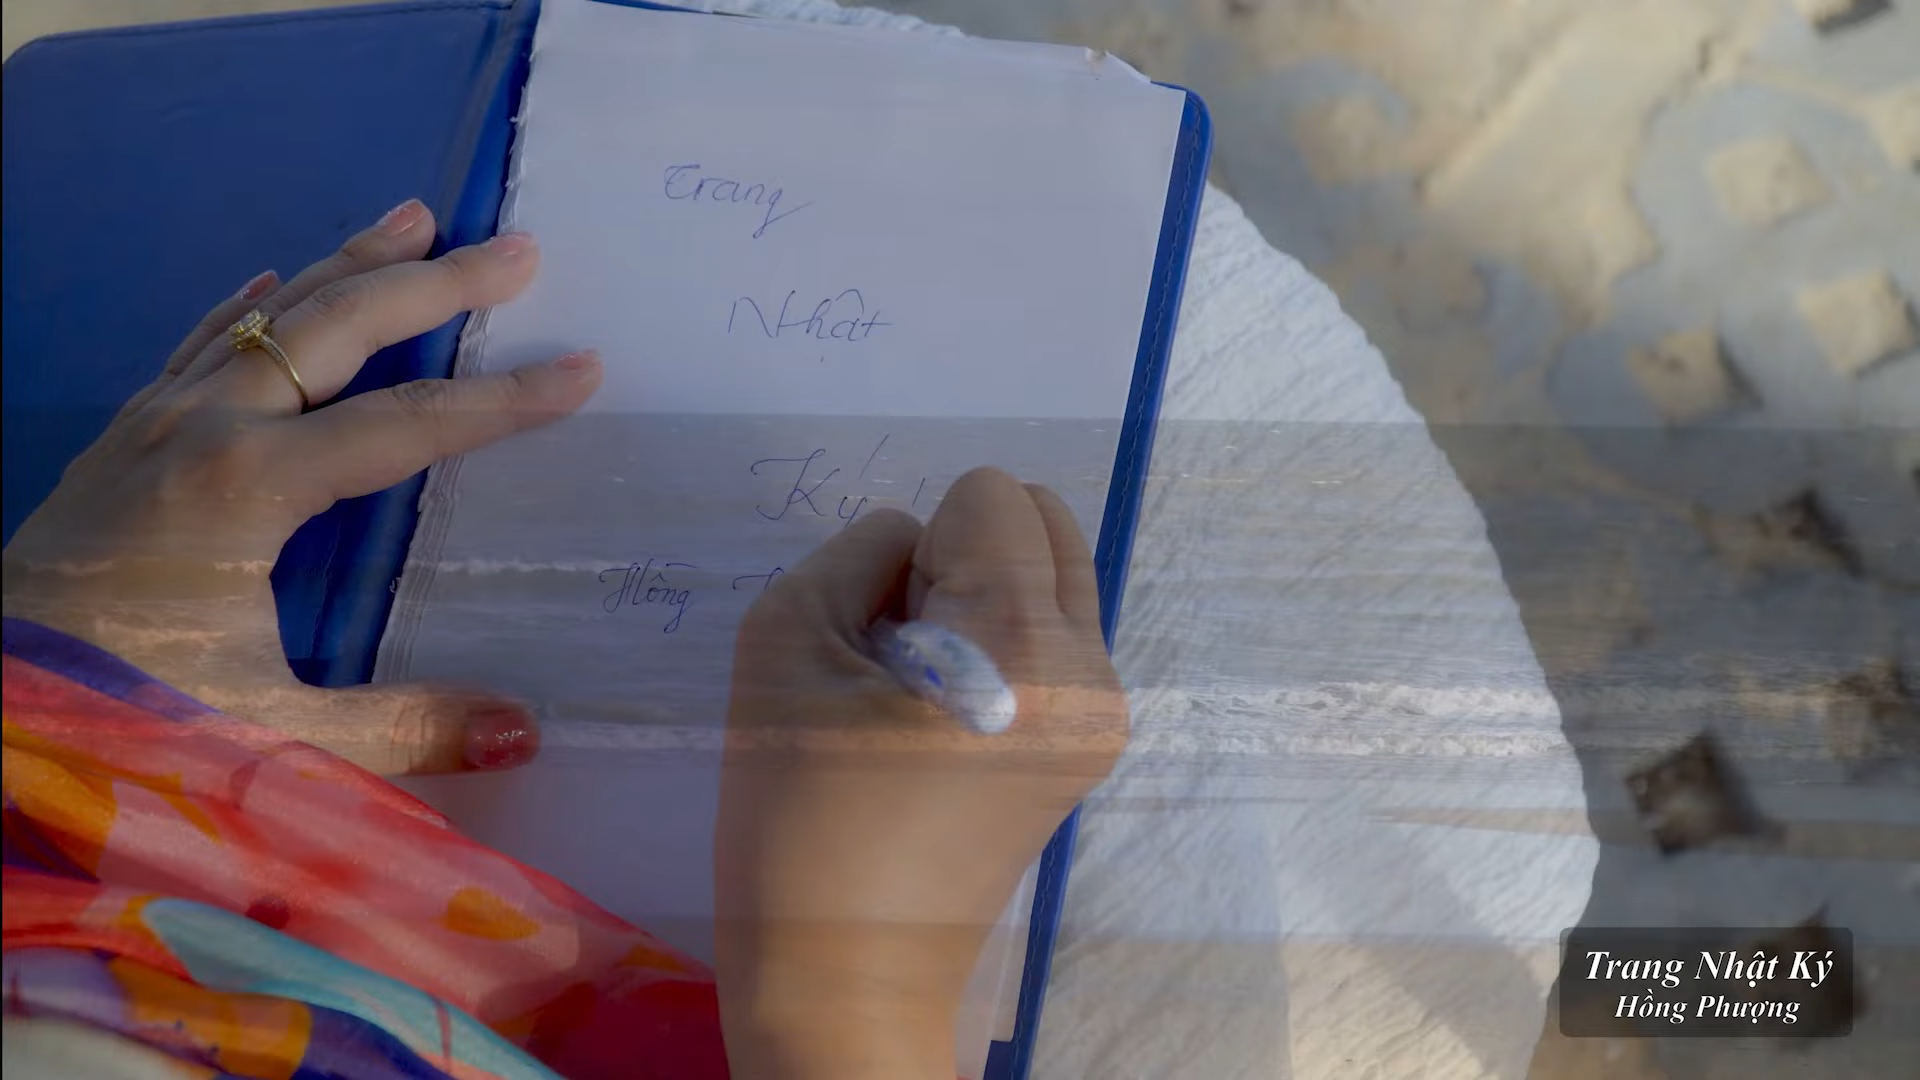 Trang
Nhật
Ký !
Hồng
Trang Nhật Ký
Hồng Phượng